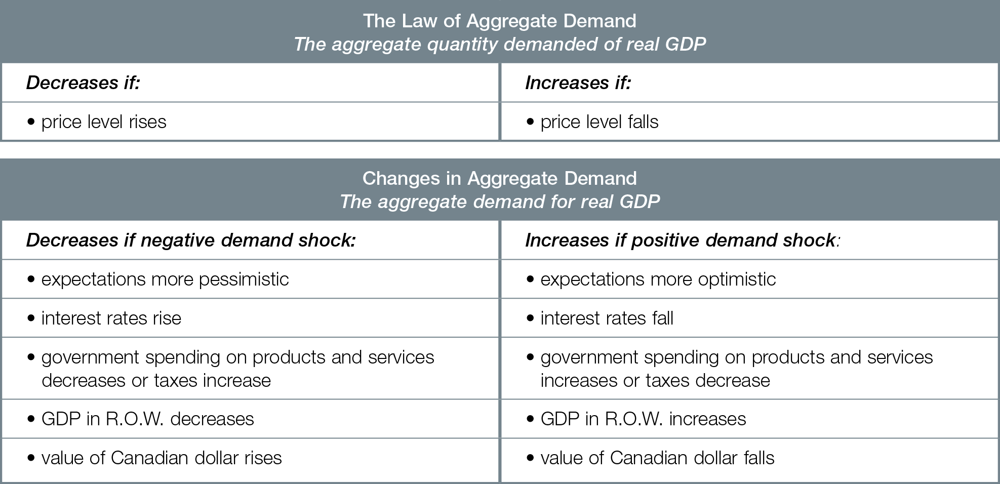 The Law of Aggregate Demand
The aggregate quantity demanded of real GDP
Decreases if:
Increases if:
• price level rises
• price level falls
Changes in Aggregate Demand
The aggregate demand for real GDP
Decreases if negative demand shock:
Increases if positive demand shock:
• expectations more pessimistic
• expectations more optimistic
• interest rates rise
• interest rates fall
• government spending on products and services
decreases or taxes increase
• government spending on products and services
increases or taxes decrease
• GDP in R.O.W. decreases
• GDP in R.O.W. increases
• value of Canadian dollar rises
• value of Canadian dollar falls